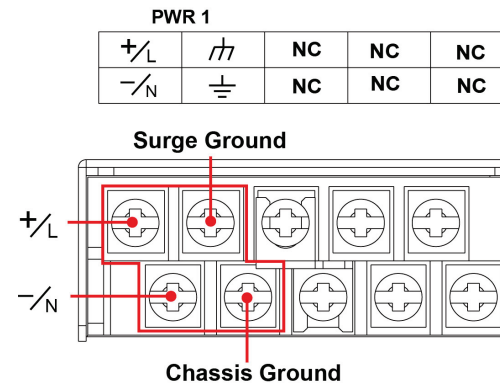 PWR 1
+/L NC NC NC
-/N NC NC NC
Surge Ground
+/L
-/N
Chassis Ground